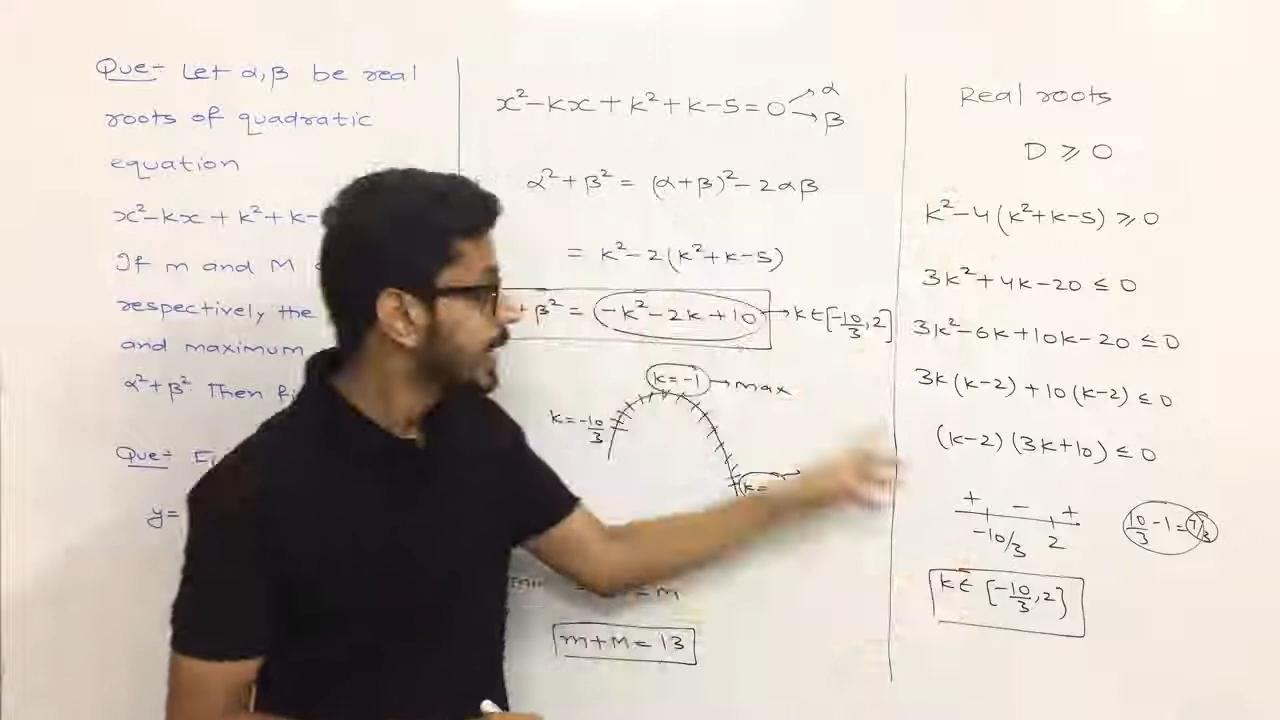 Que- Let α,β be real
roots of quadratic
equation
x²-kx + k²+k-
If m and M
respectively the
and maximum
α²+β². Then
Que-
y=
x²-kx+k²+k-5=0 → α
→ β
α²+β² = (α+β)²-2αβ
= k²-2(k²+k-5)
+β² = -k²-2k+10 → k∈[-10/3,2]
k=-1 → max
k=-10/3
k=
= m
m+M=13
Real roots
D ⩾ 0
k²-4(k²+k-5) ⩾ 0
3k²+4k-20 ≤ 0
3k²-6k+10k-20 ≤ 0
3k(k-2)+10(k-2) ≤ 0
(k-2)(3k+10) ≤ 0
+ - +
-10/3 2
10/3-1=7/3
k∈[-10/3,2]